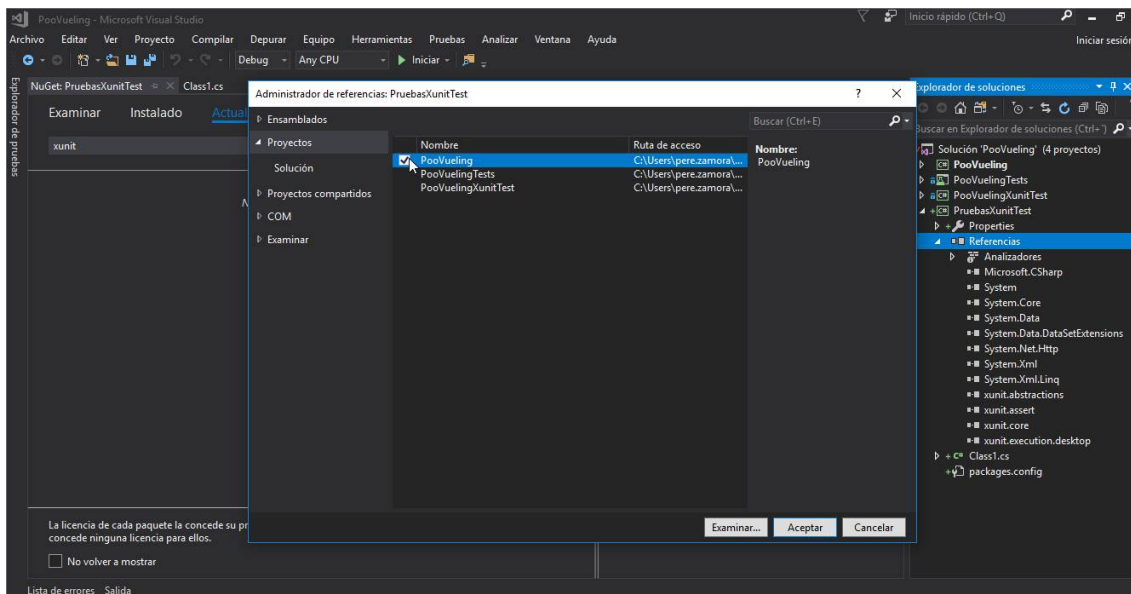 PooVueling - Microsoft Visual Studio
Inicio rápido (Ctrl+Q)
Archivo Editar Ver Proyecto Compilar Depurar Equipo Herramientas Pruebas Analizar Ventana Ayuda
Iniciar sesión
Debug Any CPU Iniciar
Explorador de pruebas
NuGet: PruebasXunitTest Class1.cs
Examinar Instalado Actual
xunit
N
La licencia de cada paquete la concede su pr
concede ninguna licencia para ellos.
No volver a mostrar
Lista de errores Salida
Administrador de referencias: PruebasXunitTest ? X
Ensamblados
Proyectos
Solución
Proyectos compartidos
COM
Examinar
Buscar (Ctrl+E)
Nombre Ruta de acceso
PooVueling C:\Users\pere.zamora\...
PooVuelingTests C:\Users\pere.zamora\...
PooVuelingXunitTest C:\Users\pere.zamora\...
Nombre:
PooVueling
Examinar... Aceptar Cancelar
Explorador de soluciones
Buscar en Explorador de soluciones (Ctrl+')
Solución 'PooVueling' (4 proyectos)
PooVueling
PooVuelingTests
PooVuelingXunitTest
PruebasXunitTest
Properties
Referencias
Analizadores
Microsoft.CSharp
System
System.Core
System.Data
System.Data.DataSetExtensions
System.Net.Http
System.Xml
System.Xml.Linq
xunit.abstractions
xunit.assert
xunit.core
xunit.execution.desktop
Class1.cs
packages.config